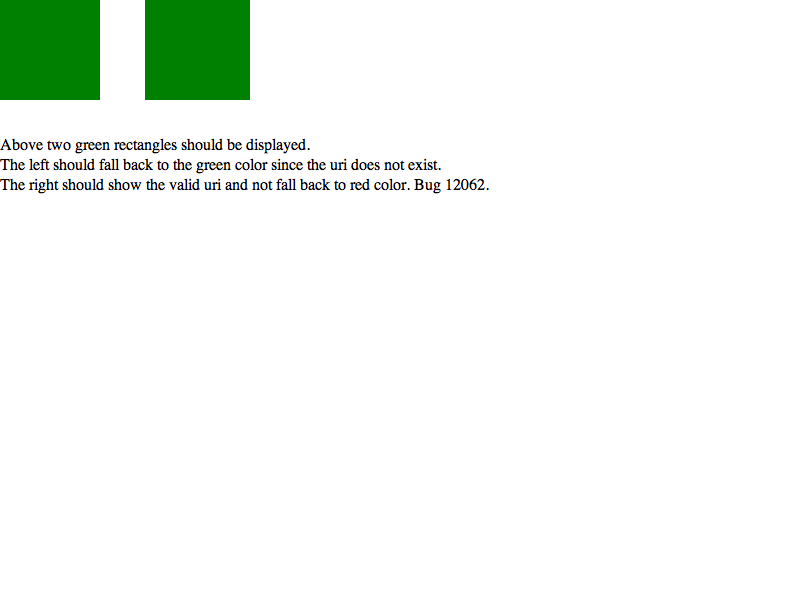 Above two green rectangles should be displayed.
The left should fall back to the green color since the uri does not exist.
The right should show the valid uri and not fall back to red color. Bug 12062.